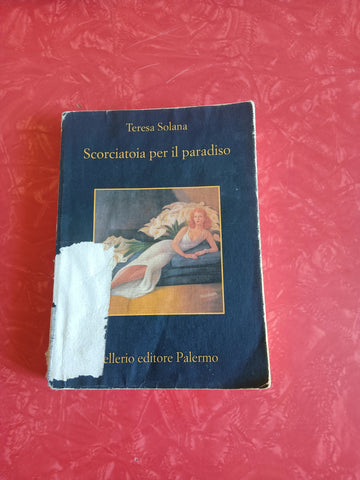 Teresa Solana
Scorciatoia per il paradiso
ellerio editore Palermo